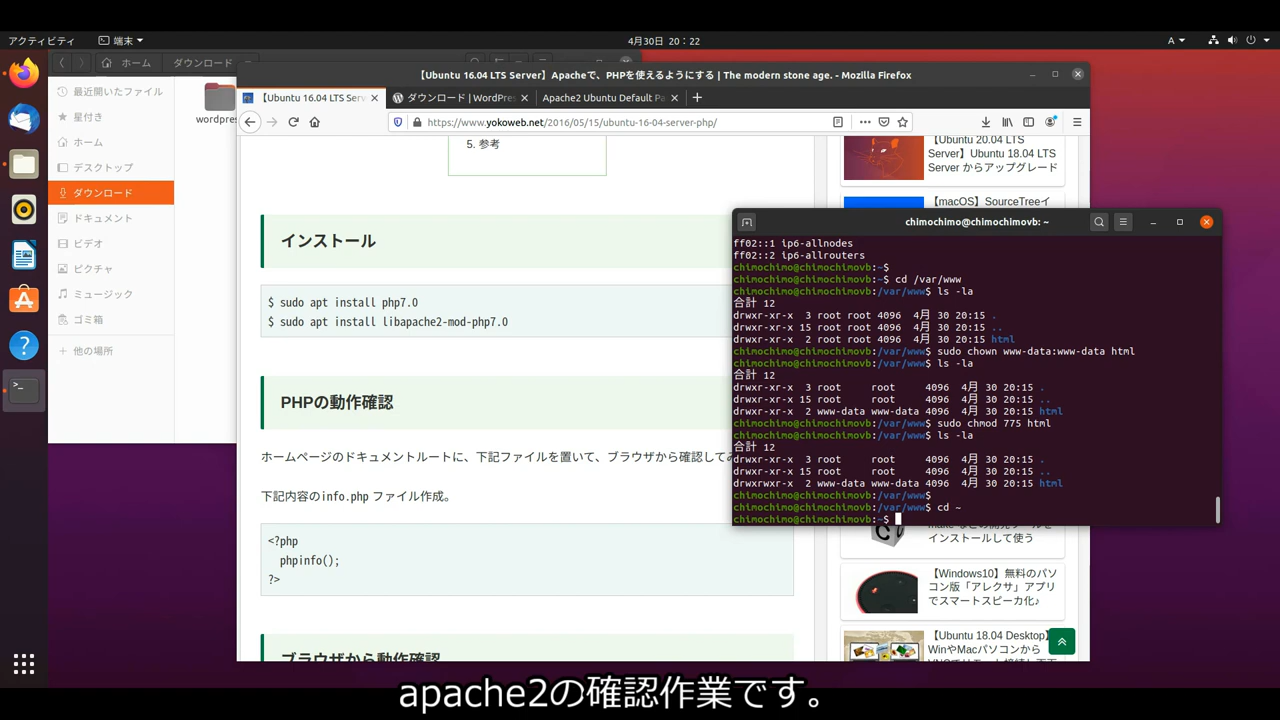 アクティビティ
端末
4月30日 20：22
A
ホーム
ダウンロード
最近開いたファイル
星付き
ホーム
デスクトップ
ダウンロード
ドキュメント
ビデオ
ピクチャ
ミュージック
ゴミ箱
他の場所
wordpres
【Ubuntu 16.04 LTS Server】Apacheで、PHPを使えるようにする | The modern stone age. - Mozilla Firefox
【Ubuntu 16.04 LTS Serv
ダウンロード | WordPres
Apache2 Ubuntu Default Pa
https://www.yokoweb.net/2016/05/15/ubuntu-16-04-server-php/
5. 参考
インストール
$ sudo apt install php7.0
$ sudo apt install libapache2-mod-php7.0
PHPの動作確認
ホームページのドキュメントルートに、下記ファイルを置いて、ブラウザから確認して
下記内容のinfo.php ファイル作成。
<?php
phpinfo();
?>
ブラウザから動作確認
【Ubuntu 20.04 LTS
Server】Ubuntu 18.04 LTS
Server からアップグレード
【macOS】SourceTreeイ
chimochimo@chimochimovb: ~
ff02::1 ip6-allnodes
ff02::2 ip6-allrouters
chimochimo@chimochimovb:~$
chimochimo@chimochimovb:~$ cd /var/www
chimochimo@chimochimovb:/var/www$ ls -la
合計 12
drwxr-xr-x  3 root root 4096  4月 30 20:15 .
drwxr-xr-x 15 root root 4096  4月 30 20:15 ..
drwxr-xr-x  2 root root 4096  4月 30 20:15 html
chimochimo@chimochimovb:/var/www$ sudo chown www-data:www-data html
chimochimo@chimochimovb:/var/www$ ls -la
合計 12
drwxr-xr-x  3 root     root     4096  4月 30 20:15 .
drwxr-xr-x 15 root     root     4096  4月 30 20:15 ..
drwxr-xr-x  2 www-data www-data 4096  4月 30 20:15 html
chimochimo@chimochimovb:/var/www$ sudo chmod 775 html
chimochimo@chimochimovb:/var/www$ ls -la
合計 12
drwxr-xr-x  3 root     root     4096  4月 30 20:15 .
drwxr-xr-x 15 root     root     4096  4月 30 20:15 ..
drwxrwxr-x  2 www-data www-data 4096  4月 30 20:15 html
chimochimo@chimochimovb:/var/www$
chimochimo@chimochimovb:/var/www$ cd ~
chimochimo@chimochimovb:~$
インストールして使う
【Windows10】無料のパソ
コン版「アレクサ」アプリ
でスマートスピーカ化♪
【Ubuntu 18.04 Desktop】
WinやMacパソコンから
apache2の確認作業です。